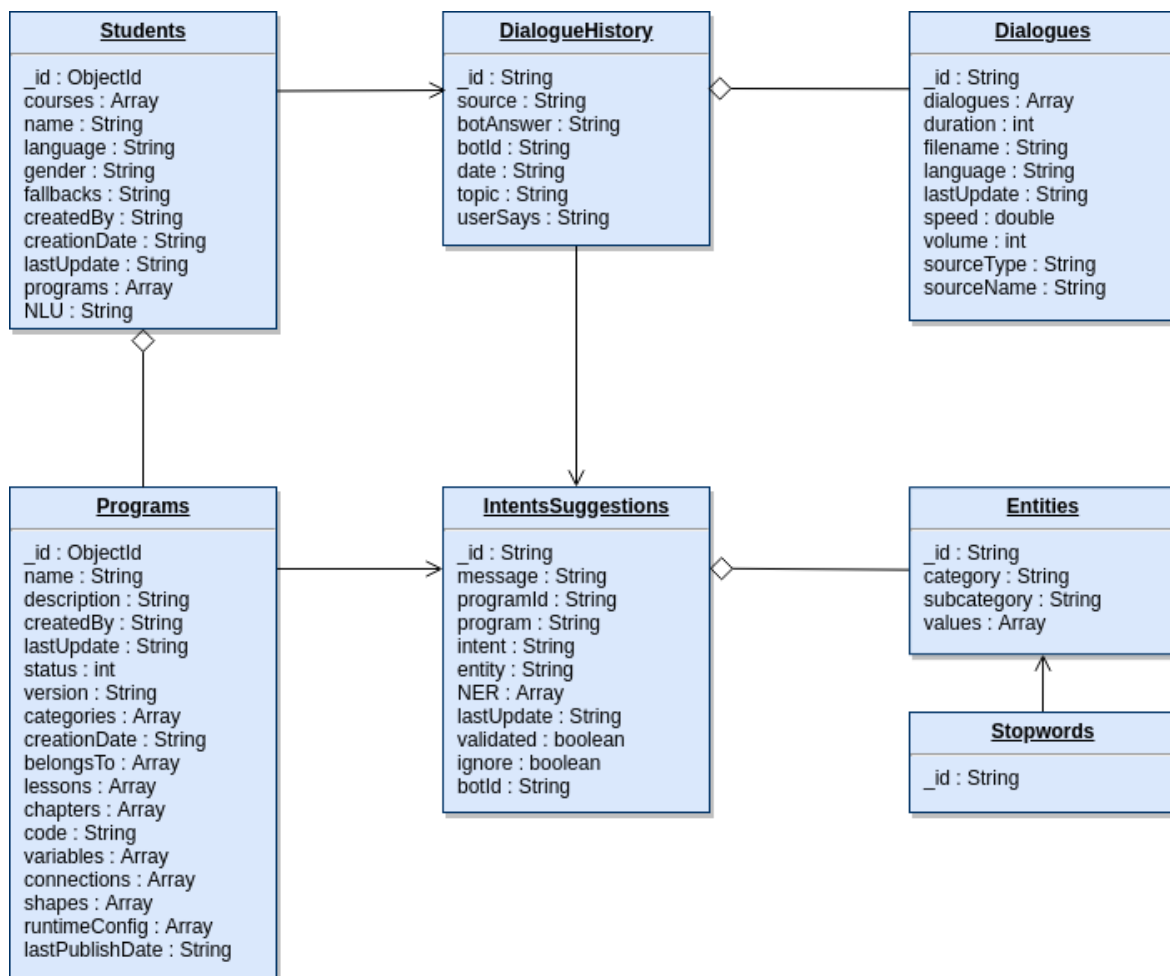 Students
_id : ObjectId
courses : Array
name : String
language : String
gender : String
fallbacks : String
createdBy : String
creationDate : String
lastUpdate : String
programs : Array
NLU : String
DialogueHistory
_id : String
source : String
botAnswer : String
botId : String
date : String
topic : String
userSays : String
Dialogues
_id : String
dialogues : Array
duration : int
filename : String
language : String
lastUpdate : String
speed : double
volume : int
sourceType : String
sourceName : String
Programs
_id : ObjectId
name : String
description : String
createdBy : String
lastUpdate : String
status : int
version : String
categories : Array
creationDate : String
belongsTo : Array
lessons : Array
chapters : Array
code : String
variables : Array
connections : Array
shapes : Array
runtimeConfig : Array
lastPublishDate : String
IntentsSuggestions
_id : String
message : String
programId : String
program : String
intent : String
entity : String
NER : Array
lastUpdate : String
validated : boolean
ignore : boolean
botId : String
Entities
_id : String
category : String
subcategory : String
values : Array
Stopwords
_id : String